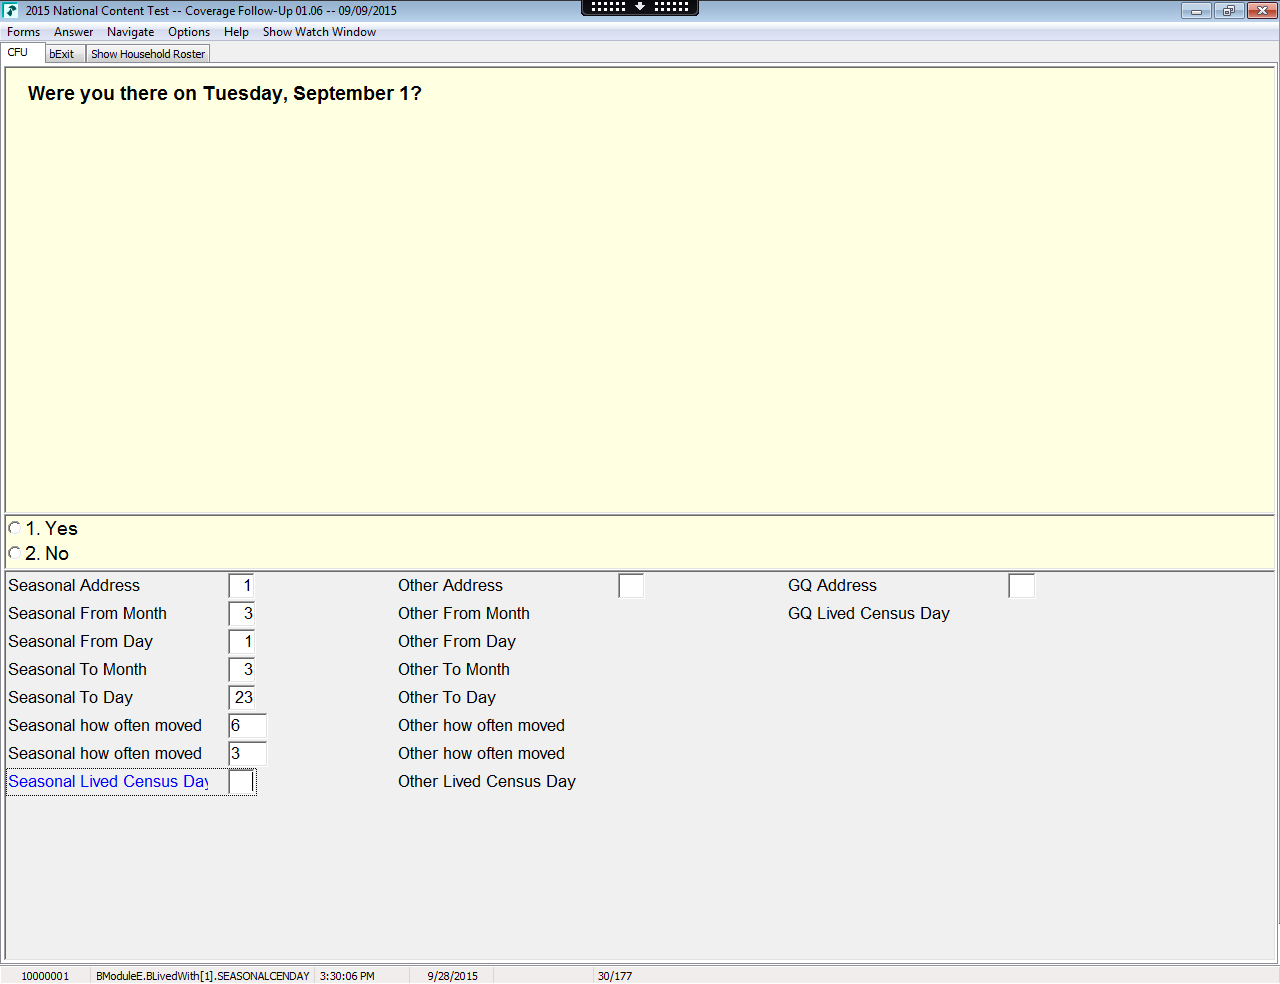 2015 National Content Test -- Coverage Follow-Up 01.06 -- 09/09/2015
Forms Answer Navigate Options Help Show Watch Window
CFU bExit Show Household Roster
Were you there on Tuesday, September 1?
1. Yes
2. No
Seasonal Address 1 Other Address GQ Address
Seasonal From Month 3 Other From Month GQ Lived Census Day
Seasonal From Day 1 Other From Day
Seasonal To Month 3 Other To Month
Seasonal To Day 23 Other To Day
Seasonal how often moved 6 Other how often moved
Seasonal how often moved 3 Other how often moved
Seasonal Lived Census Day Other Lived Census Day
10000001 BModuleE.BLivedWith[1].SEASONALCENDAY 3:30:06 PM 9/28/2015 30/177